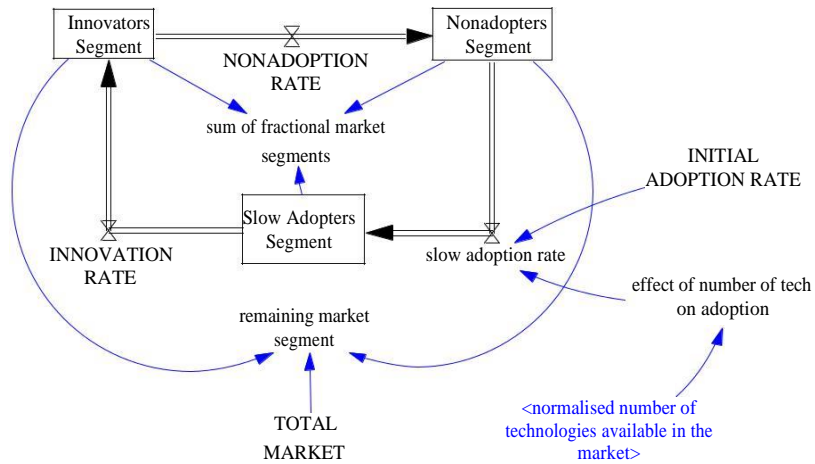 Innovators
Segment
Nonadopters
Segment
NONADOPTION
RATE
sum of fractional market
segments
INITIAL
ADOPTION RATE
Slow Adopters
Segment
INNOVATION
RATE
slow adoption rate
effect of number of tech
on adoption
remaining market
segment
TOTAL
MARKET
<normalised number of
technologies available in the
market>